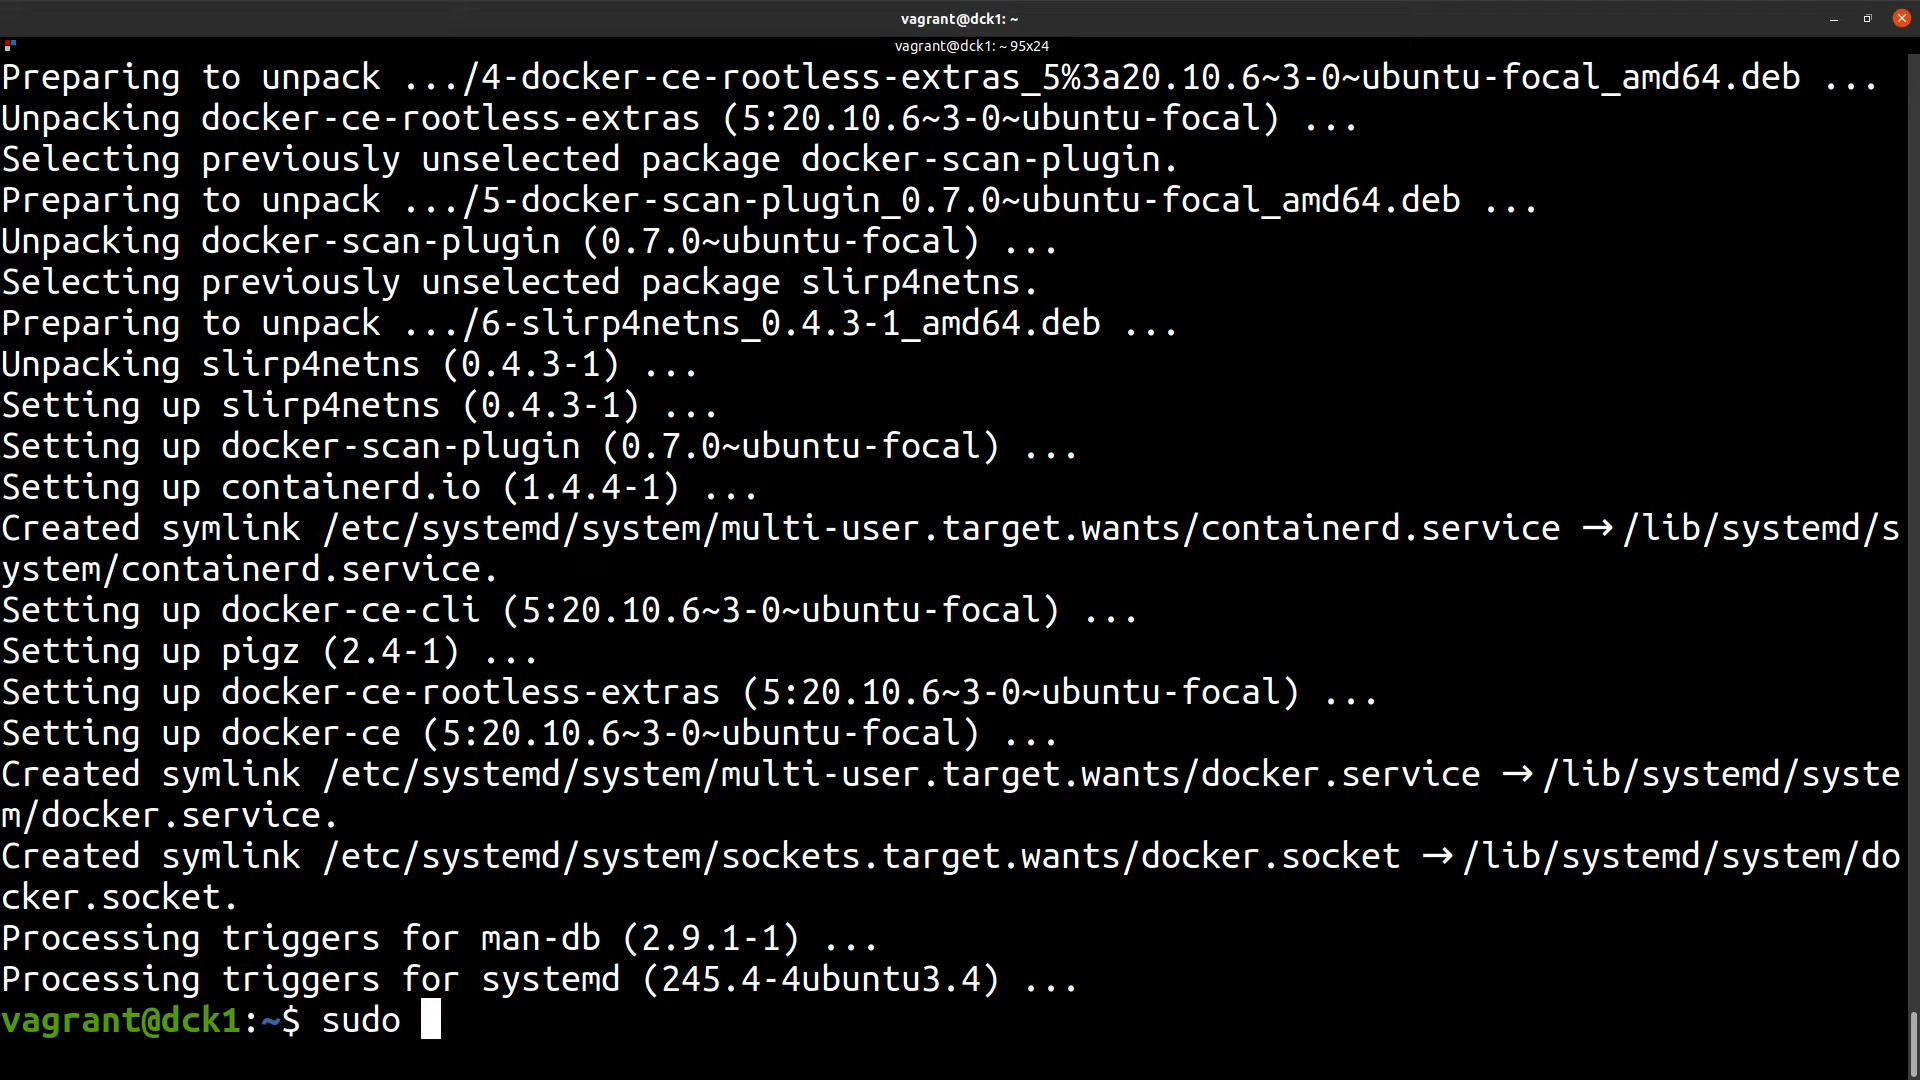 vagrant@dck1: ~
vagrant@dck1: ~ 95x24
Preparing to unpack .../4-docker-ce-rootless-extras_5%3a20.10.6~3-0~ubuntu-focal_amd64.deb ...
Unpacking docker-ce-rootless-extras (5:20.10.6~3-0~ubuntu-focal) ...
Selecting previously unselected package docker-scan-plugin.
Preparing to unpack .../5-docker-scan-plugin_0.7.0~ubuntu-focal_amd64.deb ...
Unpacking docker-scan-plugin (0.7.0~ubuntu-focal) ...
Selecting previously unselected package slirp4netns.
Preparing to unpack .../6-slirp4netns_0.4.3-1_amd64.deb ...
Unpacking slirp4netns (0.4.3-1) ...
Setting up slirp4netns (0.4.3-1) ...
Setting up docker-scan-plugin (0.7.0~ubuntu-focal) ...
Setting up containerd.io (1.4.4-1) ...
Created symlink /etc/systemd/system/multi-user.target.wants/containerd.service → /lib/systemd/s
ystem/containerd.service.
Setting up docker-ce-cli (5:20.10.6~3-0~ubuntu-focal) ...
Setting up pigz (2.4-1) ...
Setting up docker-ce-rootless-extras (5:20.10.6~3-0~ubuntu-focal) ...
Setting up docker-ce (5:20.10.6~3-0~ubuntu-focal) ...
Created symlink /etc/systemd/system/multi-user.target.wants/docker.service → /lib/systemd/syste
m/docker.service.
Created symlink /etc/systemd/system/sockets.target.wants/docker.socket → /lib/systemd/system/do
cker.socket.
Processing triggers for man-db (2.9.1-1) ...
Processing triggers for systemd (245.4-4ubuntu3.4) ...
vagrant@dck1:~$ sudo